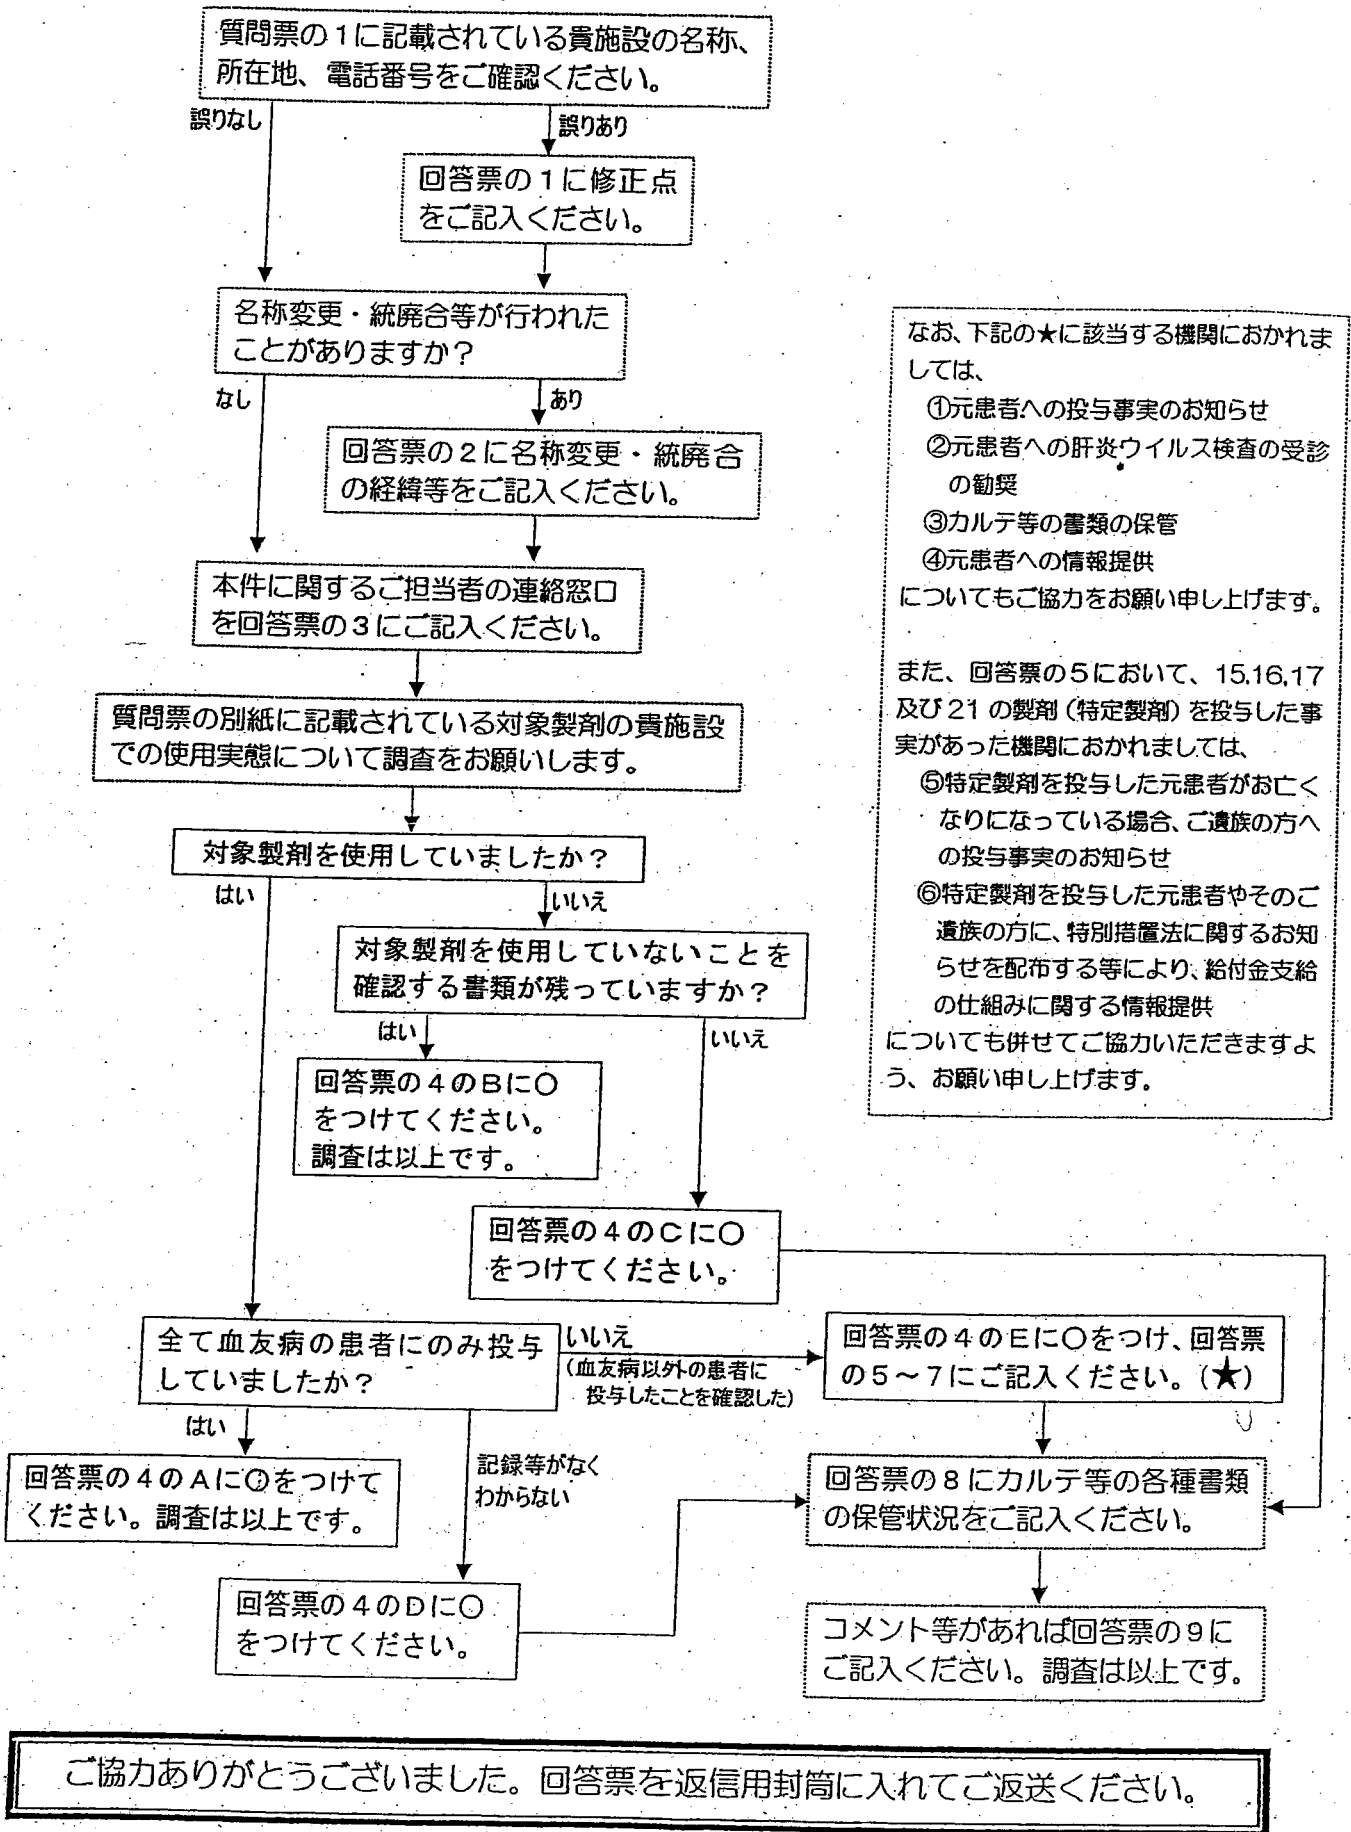 質問票の1に記載されている貴施設の名称、
所在地、電話番号をご確認ください。
誤りなし
誤りあり
回答票の1に修正点
をご記入ください。
名称変更・統廃合等が行われた
ことがありますか？
なし
あり
回答票の2に名称変更・統廃合
の経緯等をご記入ください。
本件に関するご担当者の連絡窓口
を回答票の3にご記入ください。
質問票の別紙に記載されている対象製剤の貴施設
での使用実態について調査をお願いします。
対象製剤を使用していましたか？
はい
いいえ
対象製剤を使用していないことを
確認する書類が残っていますか？
はい
いいえ
回答票の4のBに○
をつけてください。
調査は以上です。
回答票の4のCに○
をつけてください。
全て血友病の患者にのみ投与
していましたか？
いいえ
(血友病以外の患者に
投与したことを確認した)
回答票の4のEに○をつけ、回答票
の5～7にご記入ください。(★)
はい
回答票の4のAに○をつけて
ください。調査は以上です。
記録等がなく
わからない
回答票の8にカルテ等の各種書類
の保管状況をご記入ください。
回答票の4のDに○
をつけてください。
コメント等があれば回答票の9に
ご記入ください。調査は以上です。
なお、下記の★に該当する機関におかれま
しては、
①元患者への投与事実のお知らせ
②元患者への肝炎ウイルス検査の受診
の勧奨
③カルテ等の書類の保管
④元患者への情報提供
についてもご協力をお願い申し上げます。
また、回答票の5において、15,16,17
及び21の製剤（特定製剤）を投与した事
実があった機関におかれましては、
⑤特定製剤を投与した元患者がお亡く
なりになっている場合、ご遺族の方へ
の投与事実のお知らせ
⑥特定製剤を投与した元患者やそのご
遺族の方に、特別措置法に関するお知
らせを配布する等により、給付金支給
の仕組みに関する情報提供
についても併せてご協力いただきますよ
う、お願い申し上げます。
ご協力ありがとうございました。回答票を返信用封筒に入れてご返送ください。